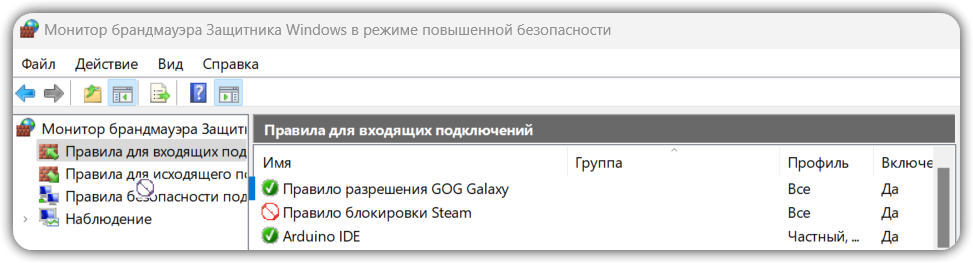 Монитор брандмауэра Защитника Windows в режиме повышенной безопасности
Файл Действие Вид Справка
Монитор брандмауэра Защит
Правила для входящих под
Правила для исходящего п
Правила безопасности под
Наблюдение
Правила для входящих подключений
Имя Группа Профиль Включе
Правило разрешения GOG Galaxy Все Да
Правило блокировки Steam Все Да
Arduino IDE Частный, ... Да